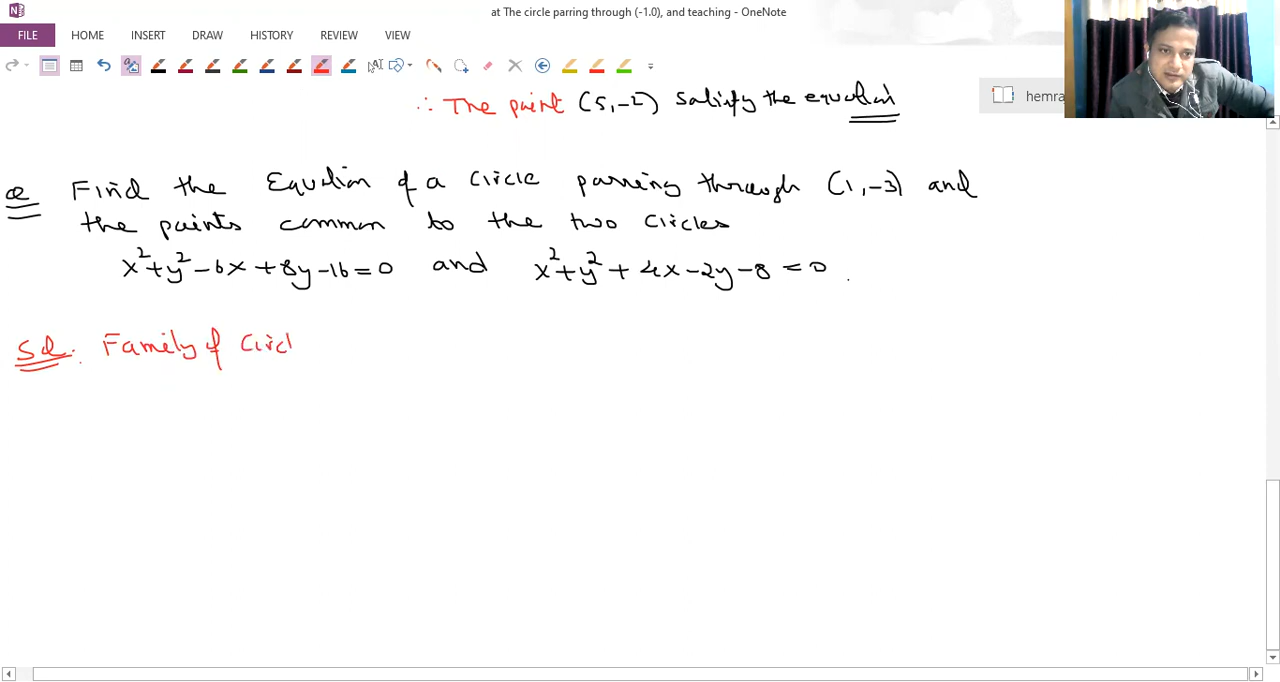 at The circle parring through (-1.0), and teaching - OneNote
FILE HOME INSERT DRAW HISTORY REVIEW VIEW
hemra
∴ The point (5,-2) satisfy the equation
Q Find the Equation of a circle passing through (1,-3) and
the points common to the two circles
x²+y²-6x+8y-16=0 and x²+y²+4x-2y-8=0.
Sol. Family of Circl